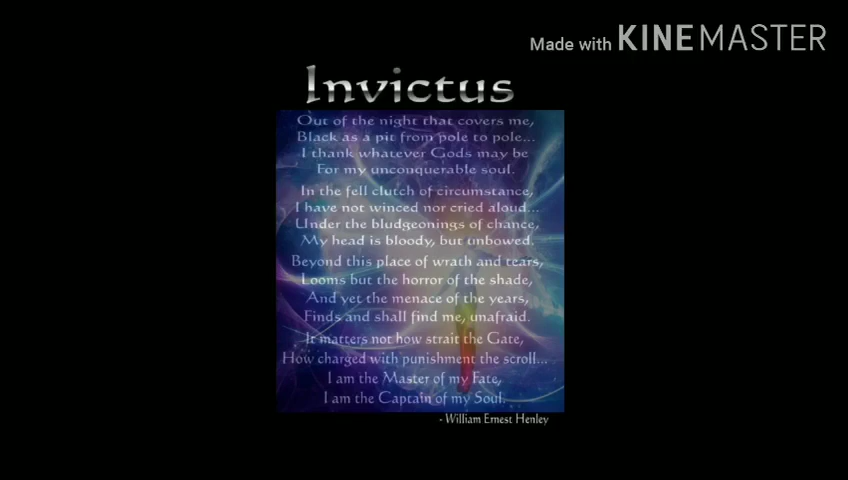 Made with KINEMASTER
Invictus
Out of the night that covers me,
Black as a pit from pole to pole...
I thank whatever Gods may be
For my unconquerable soul.
In the fell clutch of circumstance,
I have not winced nor cried aloud...
Under the bludgeonings of chance,
My head is bloody, but unbowed.
Beyond this place of wrath and tears,
Looms but the horror of the shade,
And yet the menace of the years,
Finds and shall find me, unafraid.
It matters not how strait the Gate,
How charged with punishment the scroll...
I am the Master of my Fate,
I am the Captain of my Soul.
- William Ernest Henley